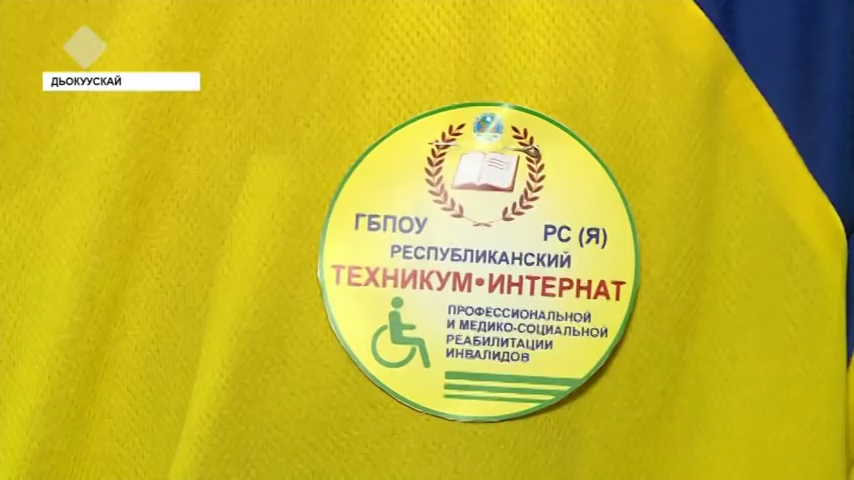 ДЬОКУУСКАЙ
ГБПОУ РС (Я)
РЕСПУБЛИКАНСКИЙ
ТЕХНИКУМ•ИНТЕРНАТ
ПРОФЕССИОНАЛЬНОЙ
И МЕДИКО-СОЦИАЛЬНОЙ
РЕАБИЛИТАЦИИ
ИНВАЛИДОВ